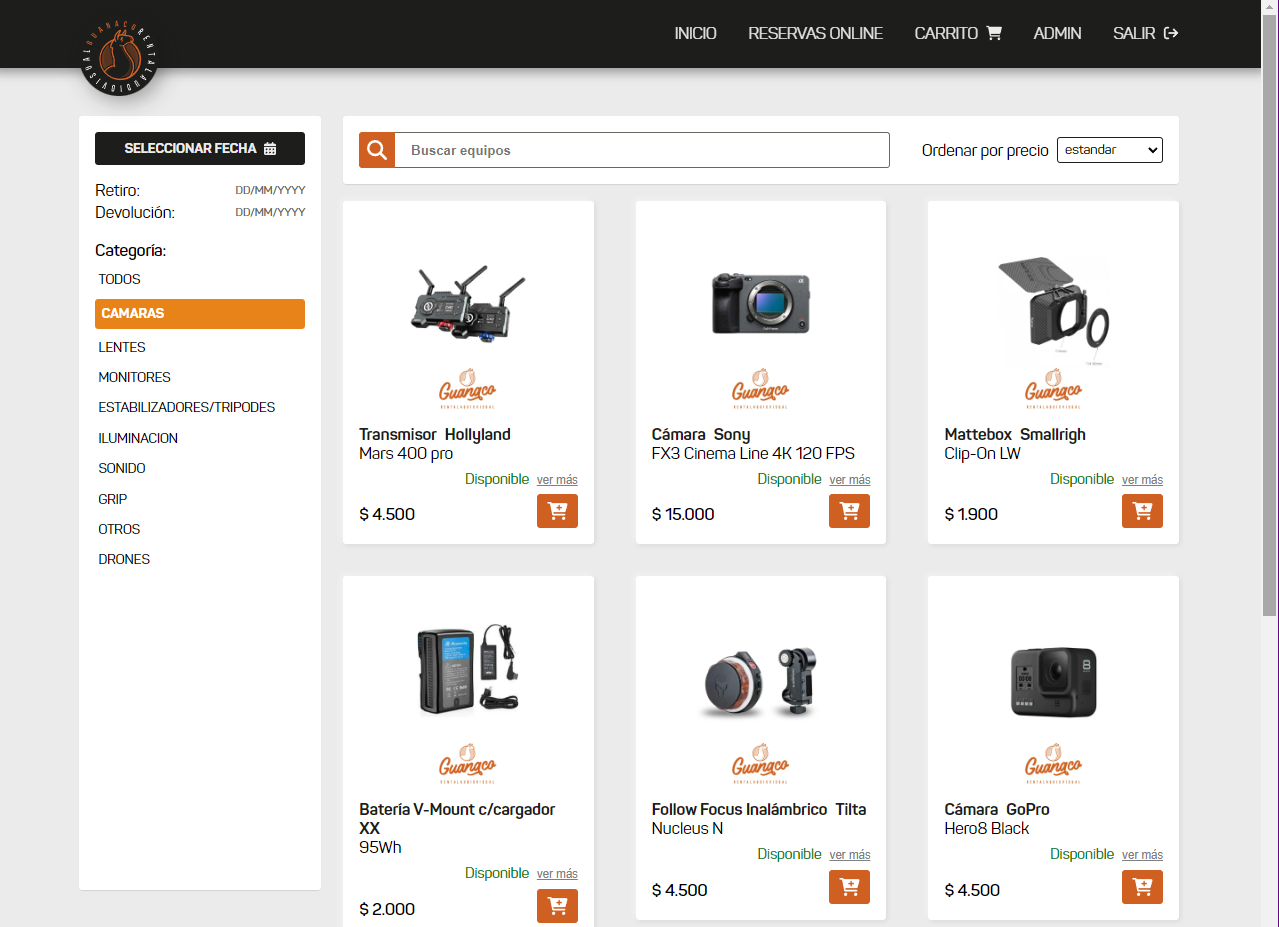 GUANACO RENTAL AUDIOVISUAL
INICIO
RESERVAS ONLINE
CARRITO
ADMIN
SALIR
SELECCIONAR FECHA
Retiro: DD/MM/YYYY
Devolución: DD/MM/YYYY
Categoría:
TODOS
CAMARAS
LENTES
MONITORES
ESTABILIZADORES/TRIPODES
ILUMINACION
SONIDO
GRIP
OTROS
DRONES
Buscar equipos
Ordenar por precio estandar
Guanaco
RENTAL AUDIOVISUAL
Transmisor Hollyland
Mars 400 pro
Disponible ver más
$ 4.500
Guanaco
RENTAL AUDIOVISUAL
Cámara Sony
FX3 Cinema Line 4K 120 FPS
Disponible ver más
$ 15.000
Guanaco
RENTAL AUDIOVISUAL
Mattebox Smallrigh
Clip-On LW
Disponible ver más
$ 1.900
Guanaco
RENTAL AUDIOVISUAL
Batería V-Mount c/cargador
XX
95Wh
Disponible ver más
$ 2.000
Guanaco
RENTAL AUDIOVISUAL
Follow Focus Inalámbrico Tilta
Nucleus N
Disponible ver más
$ 4.500
8
Guanaco
RENTAL AUDIOVISUAL
Cámara GoPro
Hero8 Black
Disponible ver más
$ 4.500